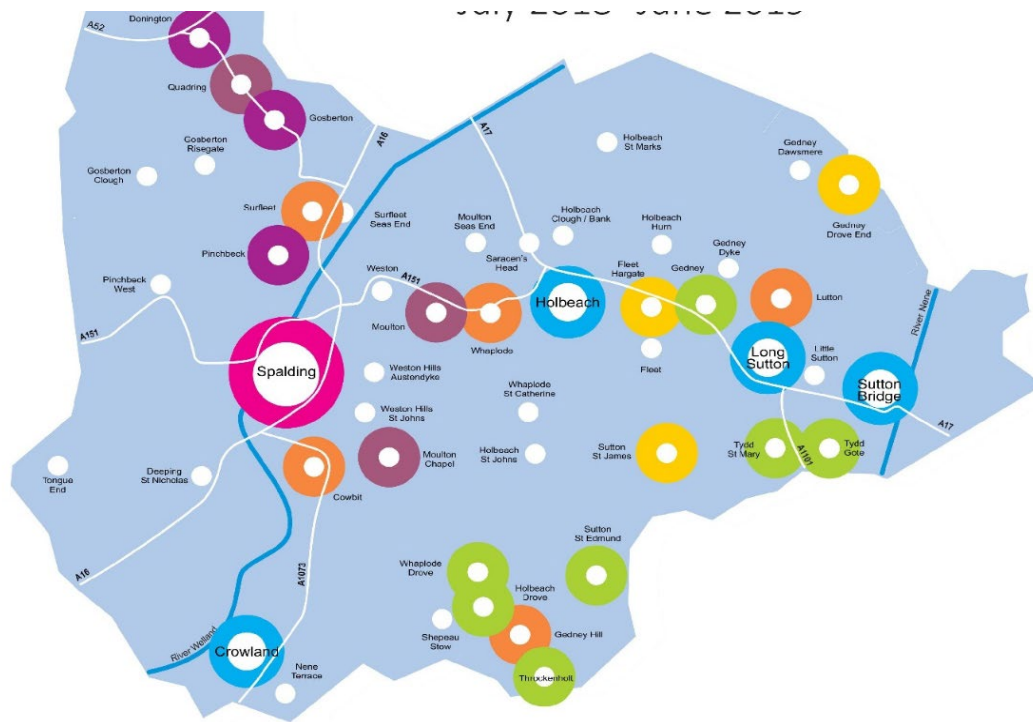 Donington
A52
Quadring
Gosberton
A16
A17
Gosberton
Risegate
Gosberton
Clough
Holbeach
St Marks
Gedney
Dawsmere
Surfleet
Surfleet
Seas End
Moulton
Seas End
Holbeach
Clough / Bank
Holbeach
Hurn
Gedney
Drove End
Pinchbeck
Saracen's
Head
Gedney
Dyke
Fleet
Hargate
Gedney
Pinchbeck
West
Weston
A151
Holbeach
Lutton
River Nene
A151
Moulton
Whaplode
Fleet
Long
Sutton
Little
Sutton
Spalding
Weston Hills
Austendyke
Sutton
Bridge
Whaplode
St Catherine
Weston Hills
St Johns
A17
Tongue
End
Deeping
St Nicholas
Cowbit
Moulton
Chapel
Holbeach
St Johns
Sutton
St James
Tydd
St Mary
A1101
Tydd
Gote
Sutton
St Edmund
A16
A1073
Whaplode
Drove
Holbeach
Drove
Shepeau
Stow
Gedney Hill
River Welland
Crowland
Nene
Terrace
Throckenholt